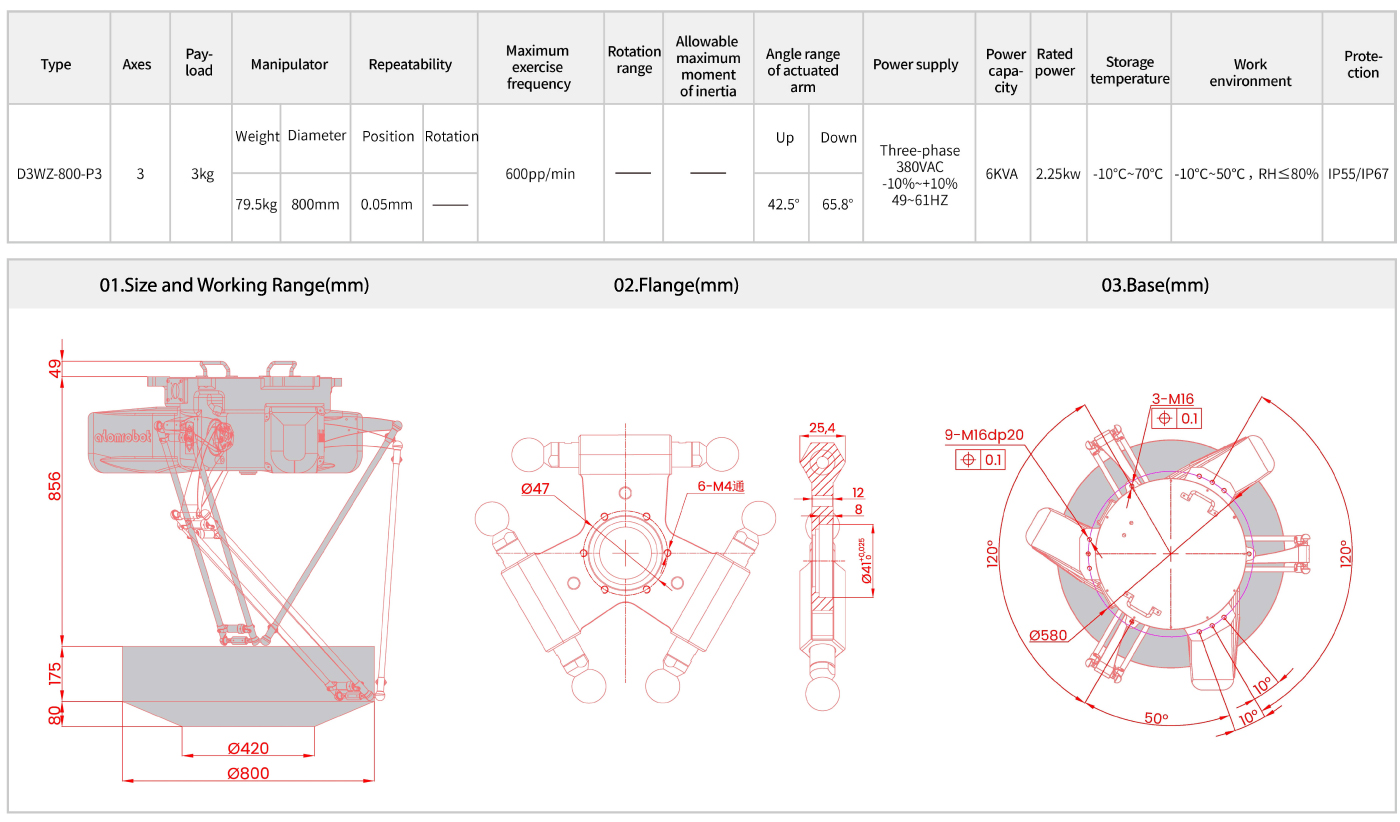 Type
Axes
Pay-
load
Manipulator
Repeatability
Maximum
exercise
frequency
Rotation
range
Allowable
maximum
moment
of inertia
Angle range
of actuated
arm
Power supply
Power
capa-
city
Rated
power
Storage
temperature
Work
environment
Prote-
ction
D3WZ-800-P3
3
3kg
Weight
Diameter
Position
Rotation
79.5kg
800mm
0.05mm
——
600pp/min
——
——
Up
Down
42.5°
65.8°
Three-phase
380VAC
-10%~+10%
49~61HZ
6KVA
2.25kw
-10℃~70℃
-10℃~50℃ , RH≤80%
IP55/IP67
01.Size and Working Range(mm)
02.Flange(mm)
03.Base(mm)
49
856
175
80
atomrobot
Ø420
Ø800
Ø47
6-M4通
25,4
12
8
Ø41 +0,025 0
3-M16
⌖ 0.1
9-M16dp20
⌖ 0.1
120°
120°
Ø580
50°
10°
10°